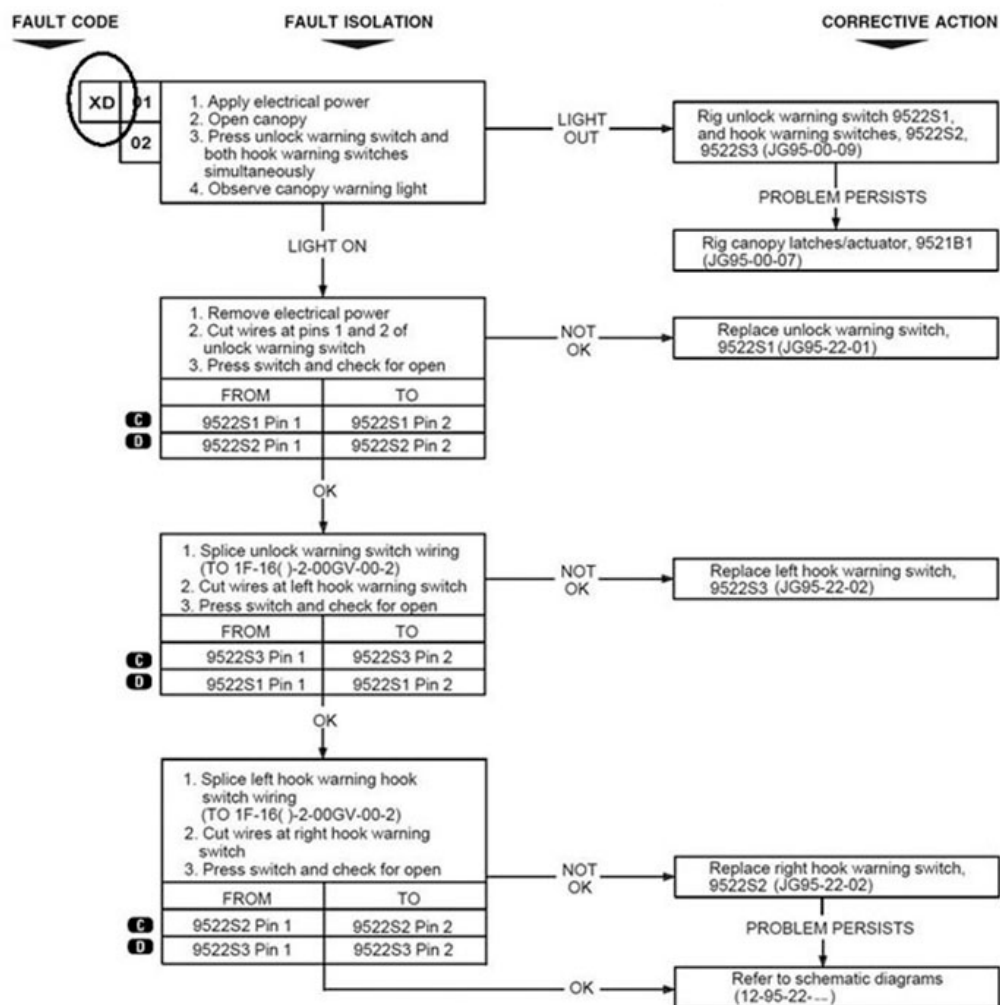 FAULT CODE FAULT ISOLATION CORRECTIVE ACTION
XD 01
02
1. Apply electrical power
2. Open canopy
3. Press unlock warning switch and
both hook warning switches
simultaneously
4. Observe canopy warning light
LIGHT
OUT
Rig unlock warning switch 9522S1,
and hook warning switches, 9522S2,
9522S3 (JG95-00-09)
PROBLEM PERSISTS
Rig canopy latches/actuator, 9521B1
(JG95-00-07)
LIGHT ON
1. Remove electrical power
2. Cut wires at pins 1 and 2 of
unlock warning switch
3. Press switch and check for open
FROM TO
C 9522S1 Pin 1 9522S1 Pin 2
D 9522S2 Pin 1 9522S2 Pin 2
NOT
OK
Replace unlock warning switch,
9522S1 (JG95-22-01)
OK
1. Splice unlock warning switch wiring
(TO 1F-16( )-2-00GV-00-2)
2. Cut wires at left hook warning switch
3. Press switch and check for open
FROM TO
C 9522S3 Pin 1 9522S3 Pin 2
D 9522S1 Pin 1 9522S1 Pin 2
NOT
OK
Replace left hook warning switch,
9522S3 (JG95-22-02)
OK
1. Splice left hook warning hook
switch wiring
(TO 1F-16( )-2-00GV-00-2)
2. Cut wires at right hook warning
switch
3. Press switch and check for open
FROM TO
C 9522S2 Pin 1 9522S2 Pin 2
D 9522S3 Pin 1 9522S3 Pin 2
NOT
OK
Replace right hook warning switch,
9522S2 (JG95-22-02)
PROBLEM PERSISTS
OK
Refer to schematic diagrams
(12-95-22---)